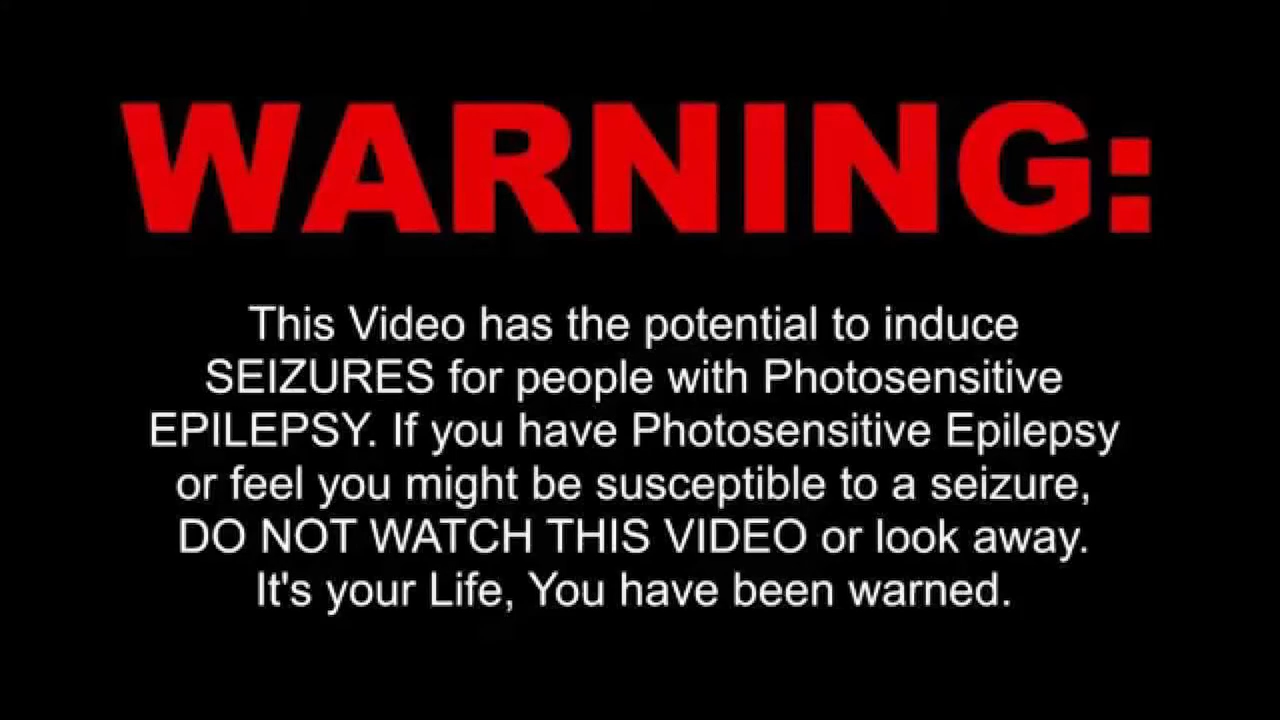 WARNING:
This Video has the potential to induce
SEIZURES for people with Photosensitive
EPILEPSY. If you have Photosensitive Epilepsy
or feel you might be susceptible to a seizure,
DO NOT WATCH THIS VIDEO or look away.
It's your Life, You have been warned.